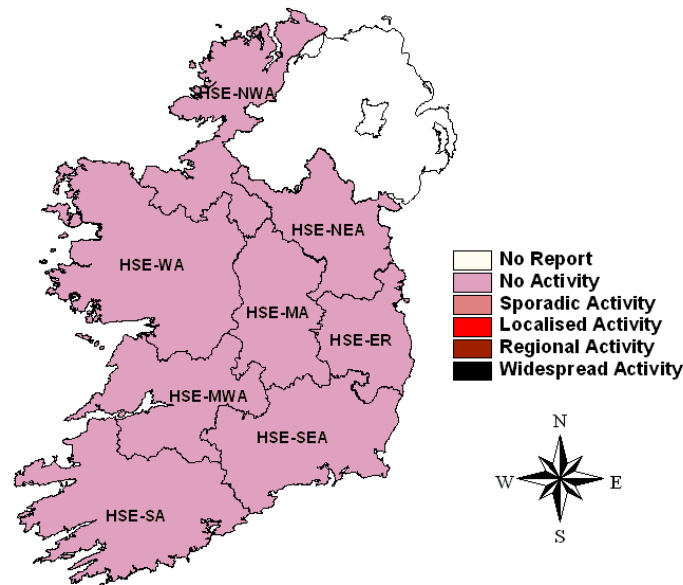 HSE-NWA
HSE-NEA
HSE-WA
HSE-MA
HSE-ER
HSE-MWA
HSE-SEA
HSE-SA
No Report
No Activity
Sporadic Activity
Localised Activity
Regional Activity
Widespread Activity
N
W E
S